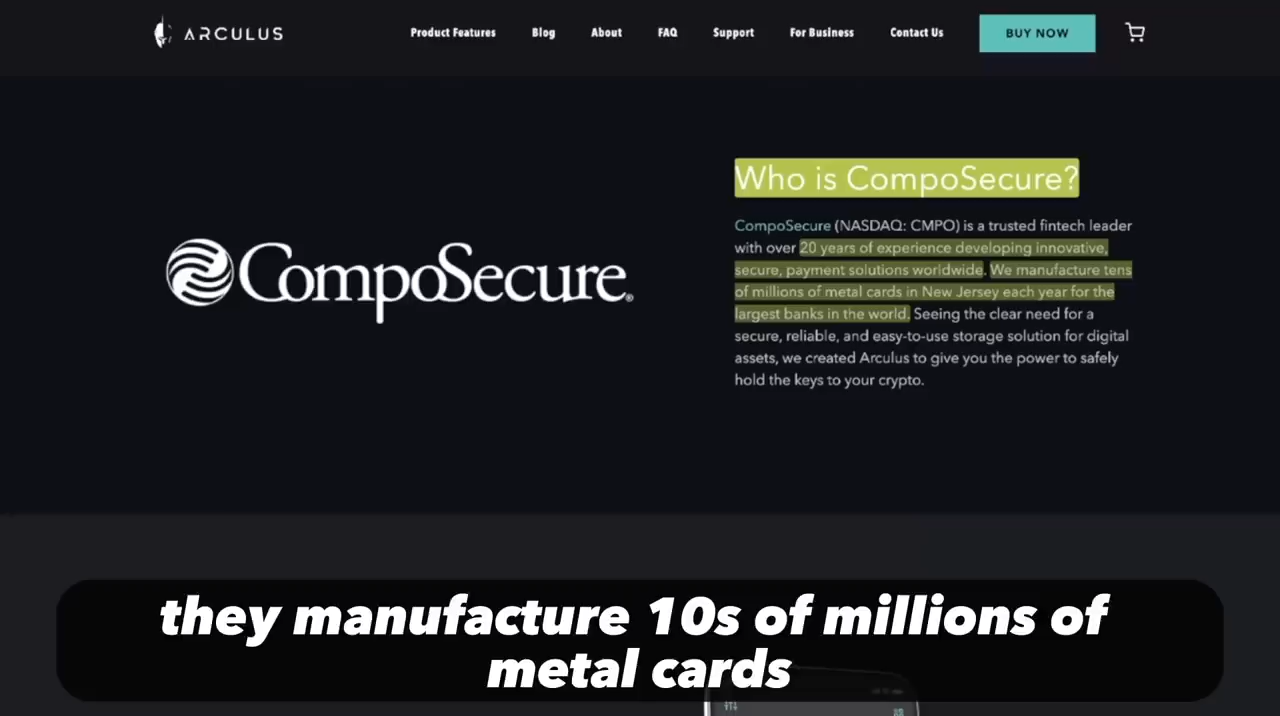 ARCULUS
Product Features
Blog
About
FAQ
Support
For Business
Contact Us
BUY NOW
CompoSecure®
Who is CompoSecure?
CompoSecure (NASDAQ: CMPO) is a trusted fintech leader
with over 20 years of experience developing innovative,
secure, payment solutions worldwide. We manufacture tens
of millions of metal cards in New Jersey each year for the
largest banks in the world. Seeing the clear need for a
secure, reliable, and easy-to-use storage solution for digital
assets, we created Arculus to give you the power to safely
hold the keys to your crypto.
they manufacture 10s of millions of
metal cards